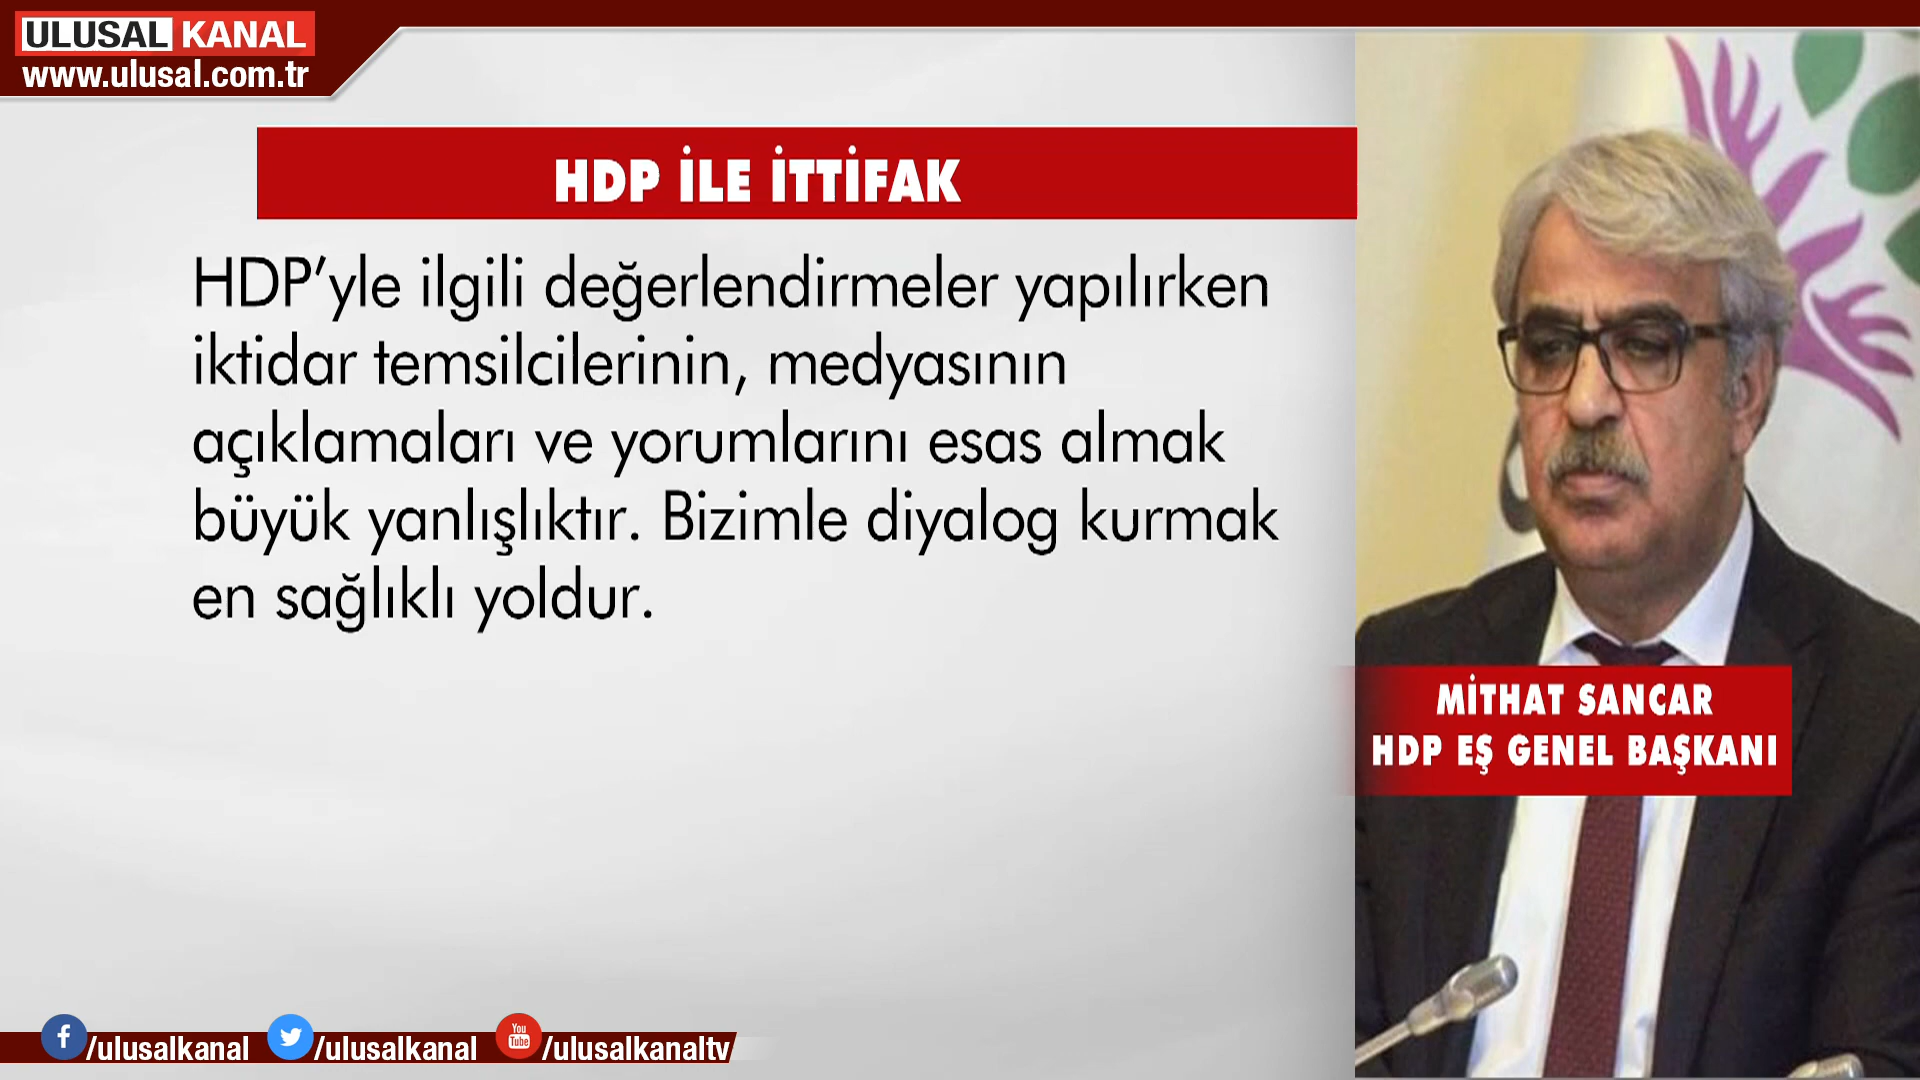 ULUSAL KANAL
www.ulusal.com.tr
HDP İLE İTTİFAK
HDP’yle ilgili değerlendirmeler yapılırken
iktidar temsilcilerinin, medyasının
açıklamaları ve yorumlarını esas almak
büyük yanlışlıktır. Bizimle diyalog kurmak
en sağlıklı yoldur.
MİTHAT SANCAR
HDP EŞ GENEL BAŞKANI
f /ulusalkanal /ulusalkanal You Tube /ulusalkanaltv